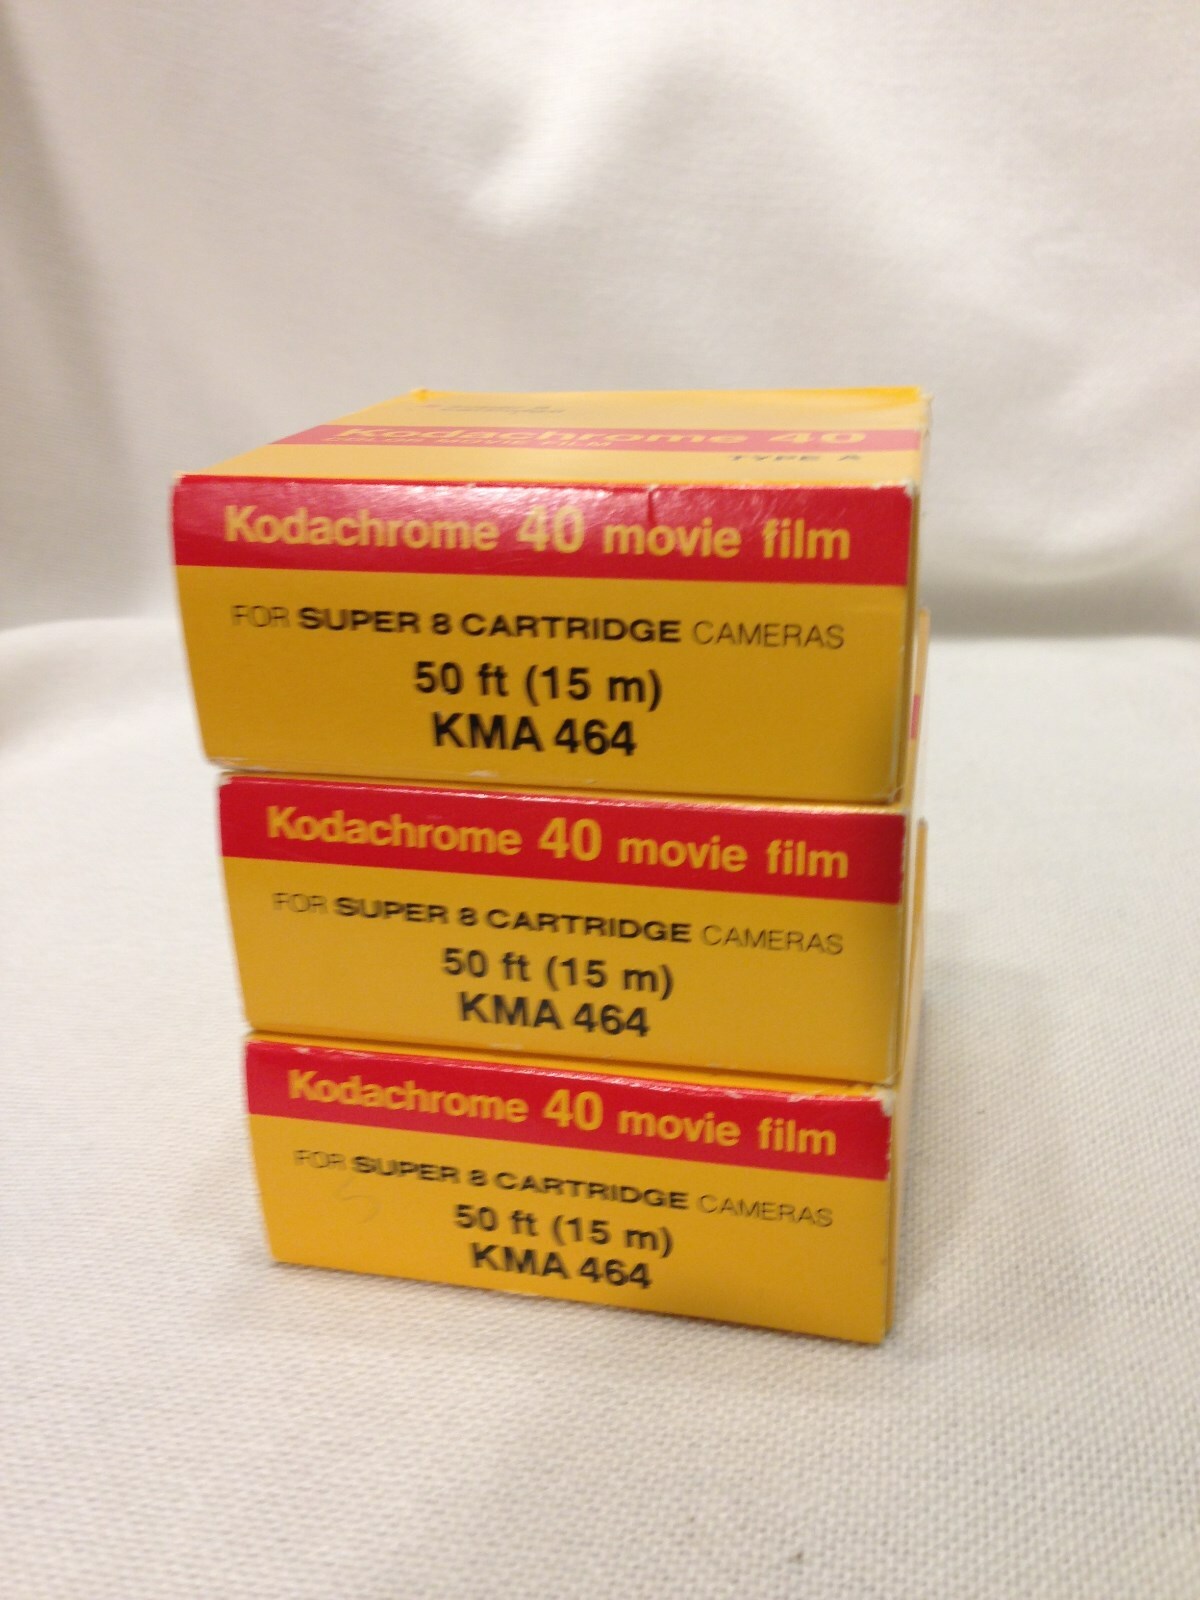 Kodachrome 40
TYPE A
Kodachrome 40 movie film
FOR SUPER 8 CARTRIDGE CAMERAS
50 ft (15 m)
KMA 464
Kodachrome 40 movie film
FOR SUPER 8 CARTRIDGE CAMERAS
50 ft (15 m)
KMA 464
Kodachrome 40 movie film
FOR SUPER 8 CARTRIDGE CAMERAS
50 ft (15 m)
KMA 464